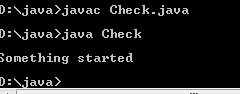 D:\java>javac Check.java
D:\java>java Check
Something started
D:\java>